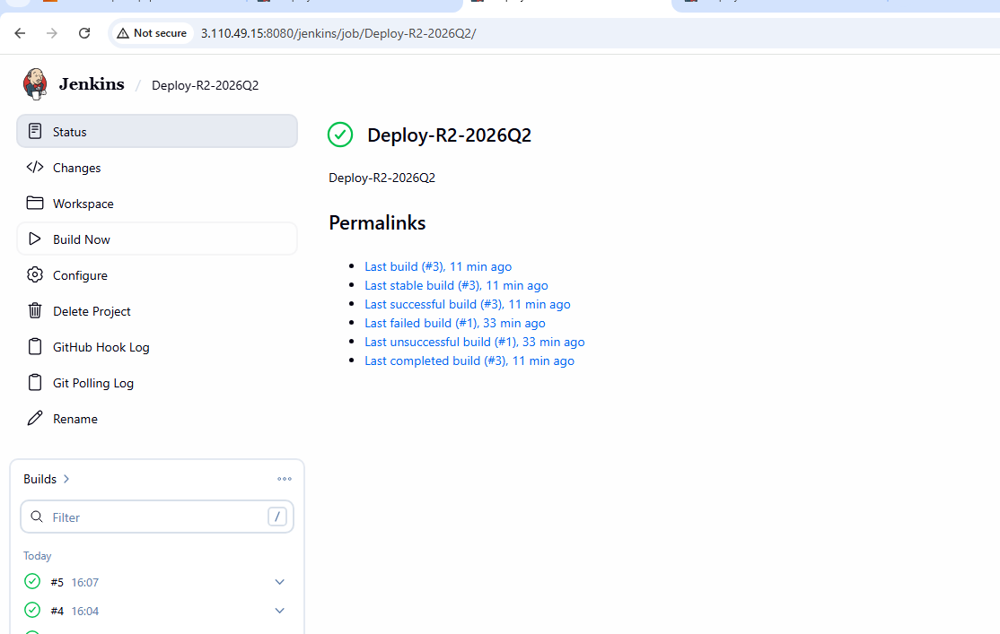 Not secure
3.110.49.15:8080/jenkins/job/Deploy-R2-2026Q2/
Jenkins / Deploy-R2-2026Q2
Status
Changes
Workspace
Build Now
Configure
Delete Project
GitHub Hook Log
Git Polling Log
Rename
Builds
Filter /
Today
#5 16:07
#4 16:04
Deploy-R2-2026Q2
Deploy-R2-2026Q2
Permalinks
Last build (#3), 11 min ago
Last stable build (#3), 11 min ago
Last successful build (#3), 11 min ago
Last failed build (#1), 33 min ago
Last unsuccessful build (#1), 33 min ago
Last completed build (#3), 11 min ago